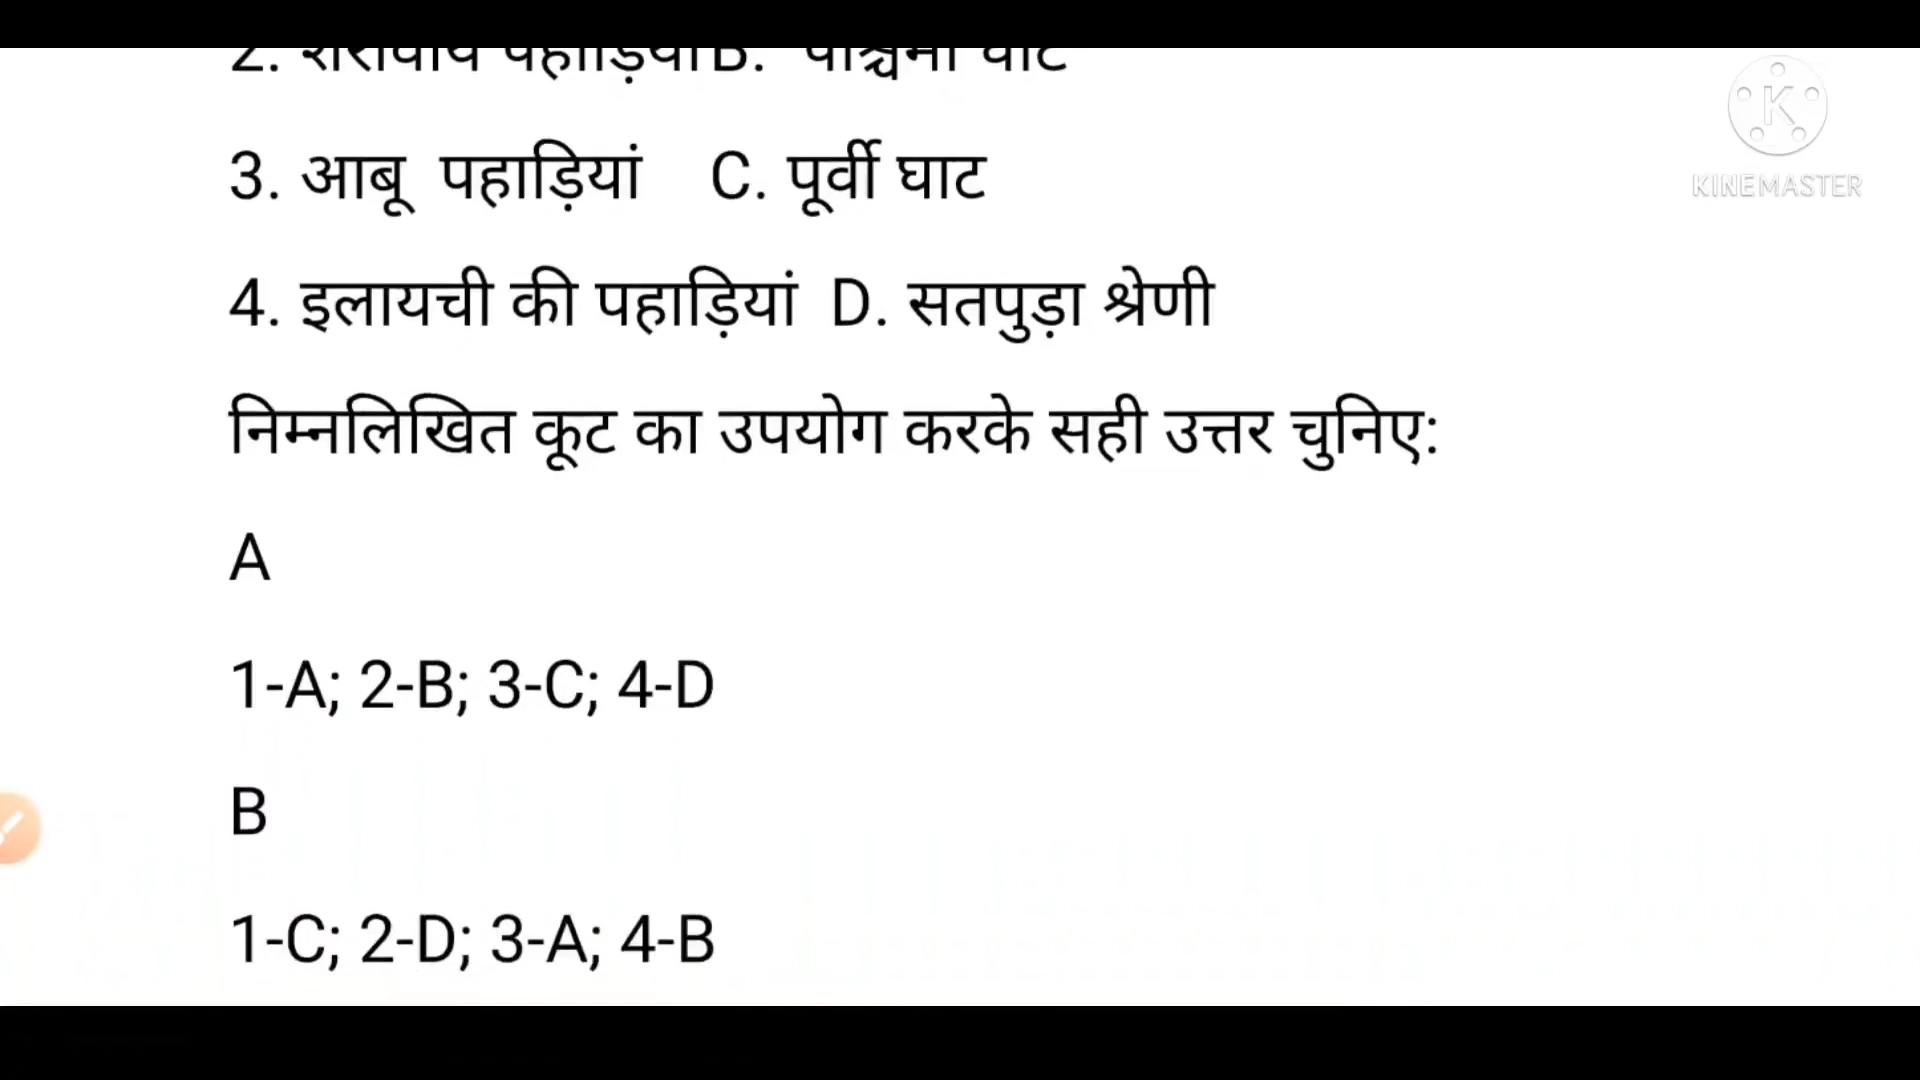 2. B.
3. आबू पहाड़ियां C. पूर्वी घाट
4. इलायची की पहाड़ियां D. सतपुड़ा श्रेणी
निम्नलिखित कूट का उपयोग करके सही उत्तर चुनिए:
A
1-A; 2-B; 3-C; 4-D
B
1-C; 2-D; 3-A; 4-B
K
KINEMASTER